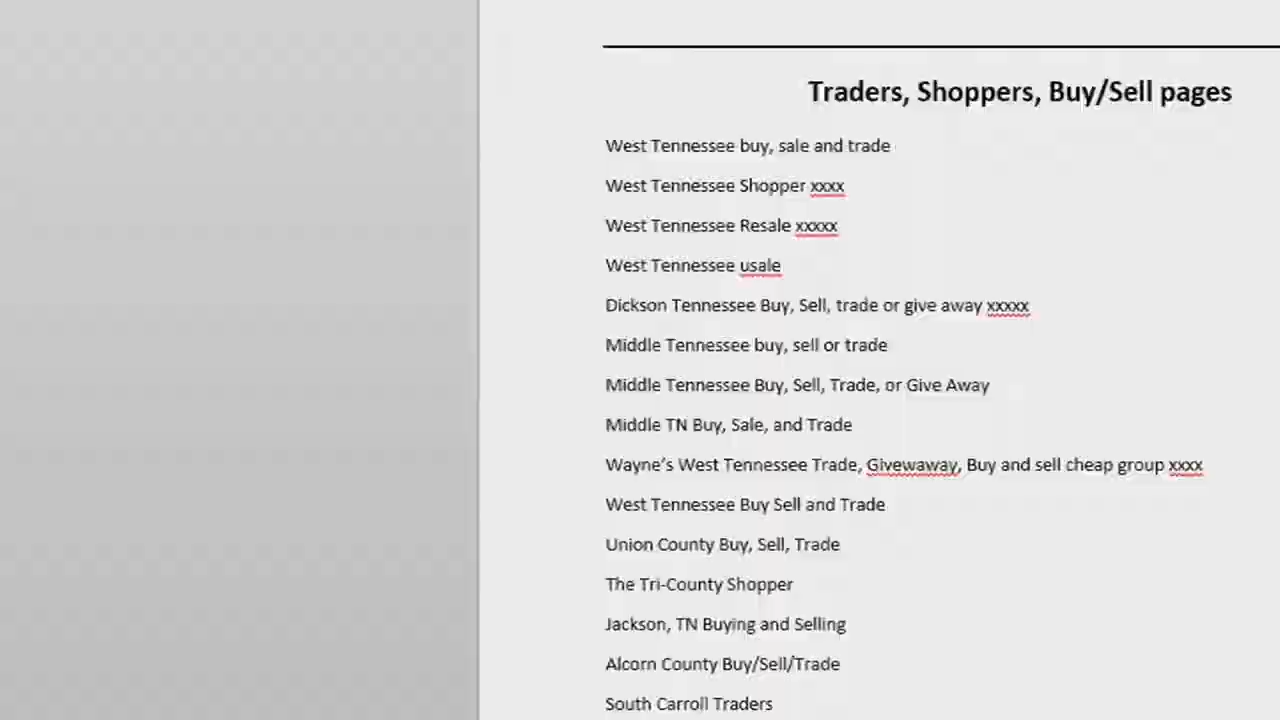 Traders, Shoppers, Buy/Sell pages
West Tennessee buy, sale and trade
West Tennessee Shopper xxxx
West Tennessee Resale xxxxx
West Tennessee usale
Dickson Tennessee Buy, Sell, trade or give away xxxxx
Middle Tennessee buy, sell or trade
Middle Tennessee Buy, Sell, Trade, or Give Away
Middle TN Buy, Sale, and Trade
Wayne’s West Tennessee Trade, Givewaway, Buy and sell cheap group xxxx
West Tennessee Buy Sell and Trade
Union County Buy, Sell, Trade
The Tri-County Shopper
Jackson, TN Buying and Selling
Alcorn County Buy/Sell/Trade
South Carroll Traders